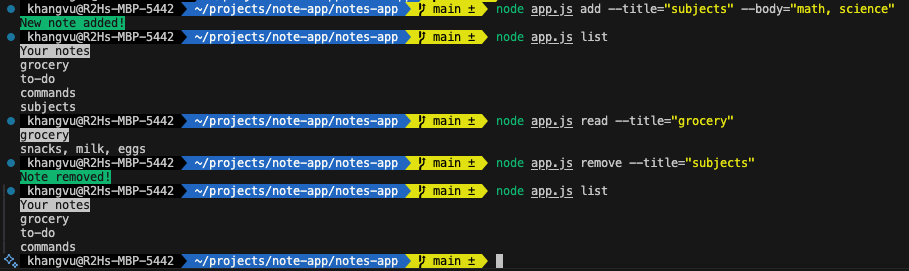 khangvu@R2Hs-MBP-5442 ~/projects/note-app/notes-app main ± node app.js add --title="subjects" --body="math, science"
New note added!
khangvu@R2Hs-MBP-5442 ~/projects/note-app/notes-app main ± node app.js list
Your notes
grocery
to-do
commands
subjects
khangvu@R2Hs-MBP-5442 ~/projects/note-app/notes-app main ± node app.js read --title="grocery"
grocery
snacks, milk, eggs
khangvu@R2Hs-MBP-5442 ~/projects/note-app/notes-app main ± node app.js remove --title="subjects"
Note removed!
khangvu@R2Hs-MBP-5442 ~/projects/note-app/notes-app main ± node app.js list
Your notes
grocery
to-do
commands
khangvu@R2Hs-MBP-5442 ~/projects/note-app/notes-app main ±